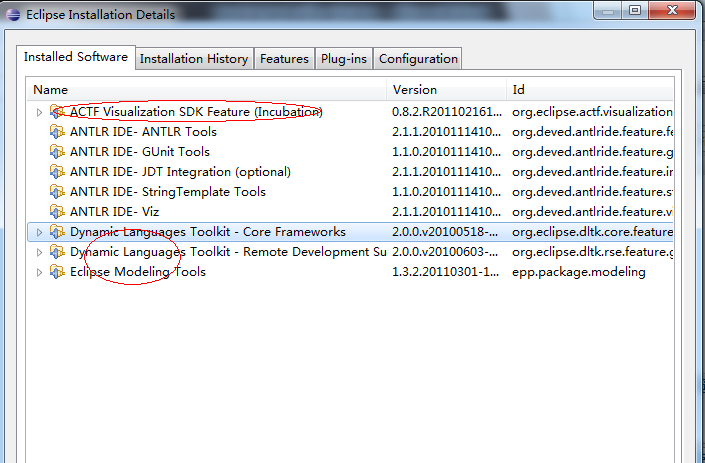 Eclipse Installation Details
Installed Software Installation History Features Plug-ins Configuration
Name Version Id
ACTF Visualization SDK Feature (Incubation) 0.8.2.R201102161... org.eclipse.actf.visualization
ANTLR IDE- ANTLR Tools 2.1.1.2010111410... org.deved.antlride.feature.fe
ANTLR IDE- GUnit Tools 1.1.0.2010111410... org.deved.antlride.feature.g
ANTLR IDE- JDT Integration (optional) 2.1.1.2010111410... org.deved.antlride.feature.in
ANTLR IDE- StringTemplate Tools 1.1.0.2010111410... org.deved.antlride.feature.st
ANTLR IDE- Viz 2.1.1.2010111410... org.deved.antlride.feature.vi
Dynamic Languages Toolkit - Core Frameworks 2.0.0.v20100518-... org.eclipse.dltk.core.feature
Dynamic Languages Toolkit - Remote Development Su 2.0.0.v20100603-... org.eclipse.dltk.rse.feature.g
Eclipse Modeling Tools 1.3.2.20110301-1... epp.package.modeling